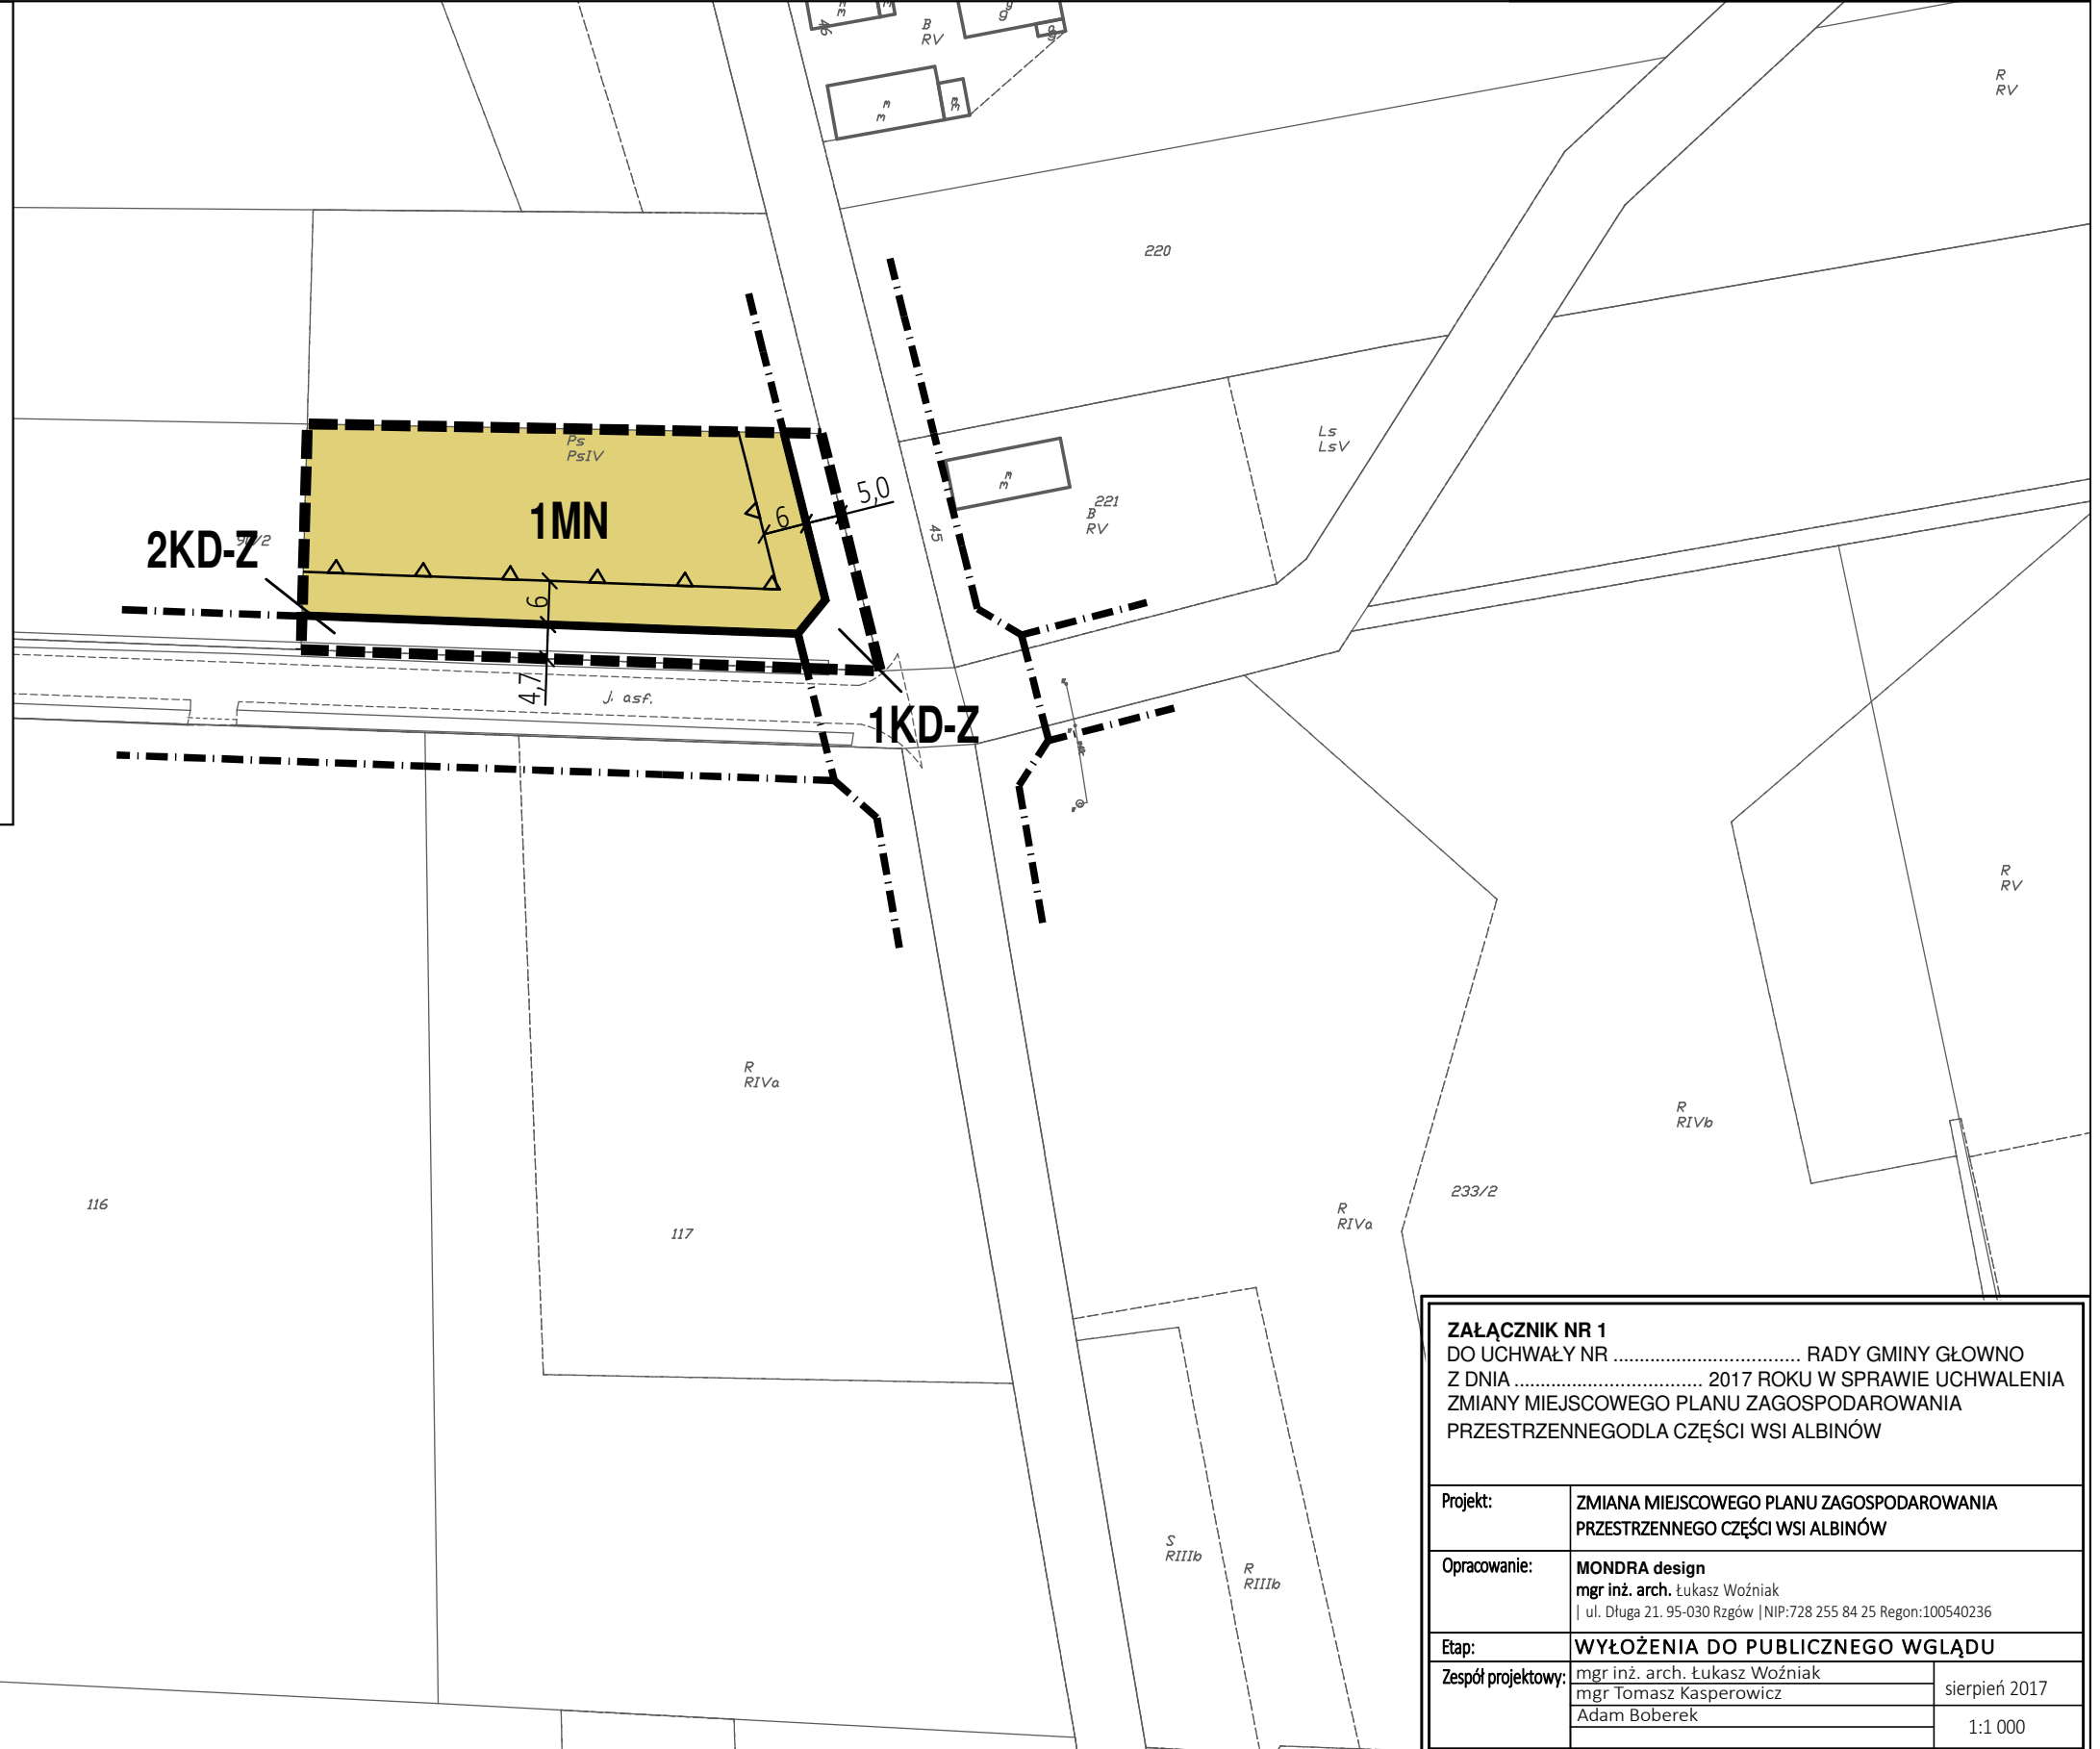 m
m
m
46
B
RV
g
g
g
g
m
m
R
RV
220
Ps
PsIV
1MN
6
5,0
45
m
m
221
B
RV
Ls
LsV
2KD-Z
6
4,7
j. asf.
1KD-Z
R
RV
R
RIVa
R
RIVb
116
117
R
RIVa
233/2
S
RIIIb
R
RIIIb
ZAŁĄCZNIK NR 1
DO UCHWAŁY NR .................................... RADY GMINY GŁOWNO
Z DNIA .................................... 2017 ROKU W SPRAWIE UCHWALENIA
ZMIANY MIEJSCOWEGO PLANU ZAGOSPODAROWANIA
PRZESTRZENNEGODLA CZĘŚCI WSI ALBINÓW
Projekt:
ZMIANA MIEJSCOWEGO PLANU ZAGOSPODAROWANIA
PRZESTRZENNEGO CZĘŚCI WSI ALBINÓW
Opracowanie:
MONDRA design
mgr inż. arch. Łukasz Woźniak
| ul. Długa 21. 95-030 Rzgów |NIP:728 255 84 25 Regon:100540236
Etap:
WYŁOŻENIA DO PUBLICZNEGO WGLĄDU
Zespół projektowy:
mgr inż. arch. Łukasz Woźniak
mgr Tomasz Kasperowicz
Adam Boberek
sierpień 2017
1:1 000